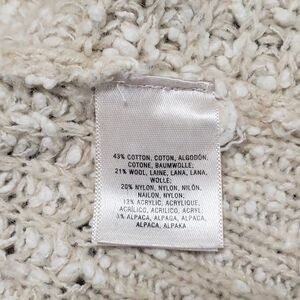 43% COTTON, COTON, ALGODÓN,
COTONE, BAUMWOLLE;
21% WOOL, LAINE, LANA, LANA,
WOLLE;
20% NYLON, NYLON, NILÓN,
NAILON, NYLON;
13% ACRYLIC, ACRYLIQUE,
ACRÍLICO, ACRILICO, ACRYL;
3% ALPACA, ALPAGA, ALPACA,
ALPACA, ALPAKA